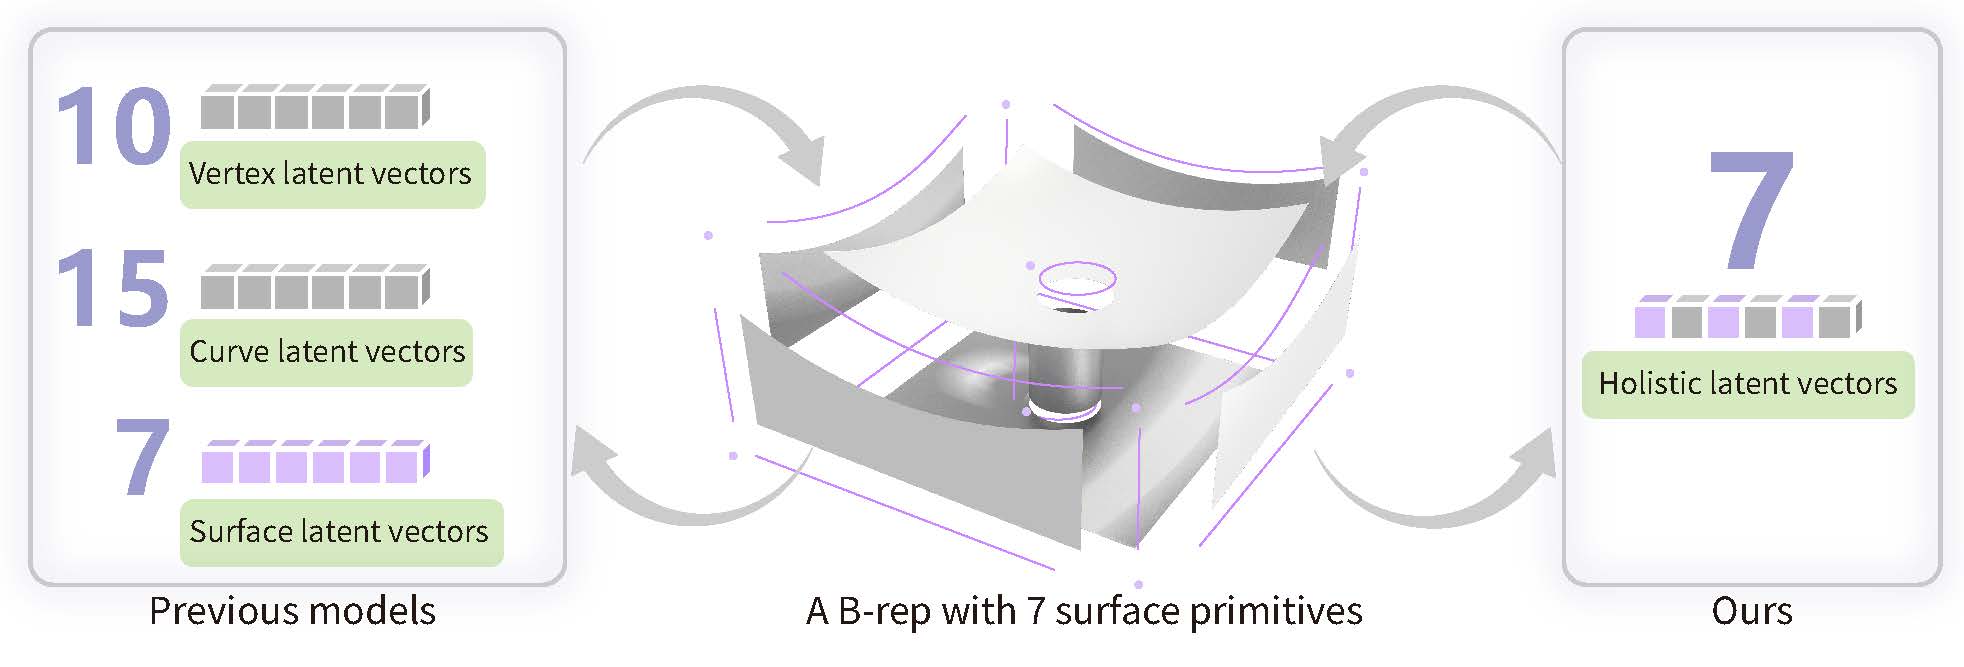 10
Vertex latent vectors
15
Curve latent vectors
7
Surface latent vectors
Previous models
A B-rep with 7 surface primitives
7
Holistic latent vectors
Ours